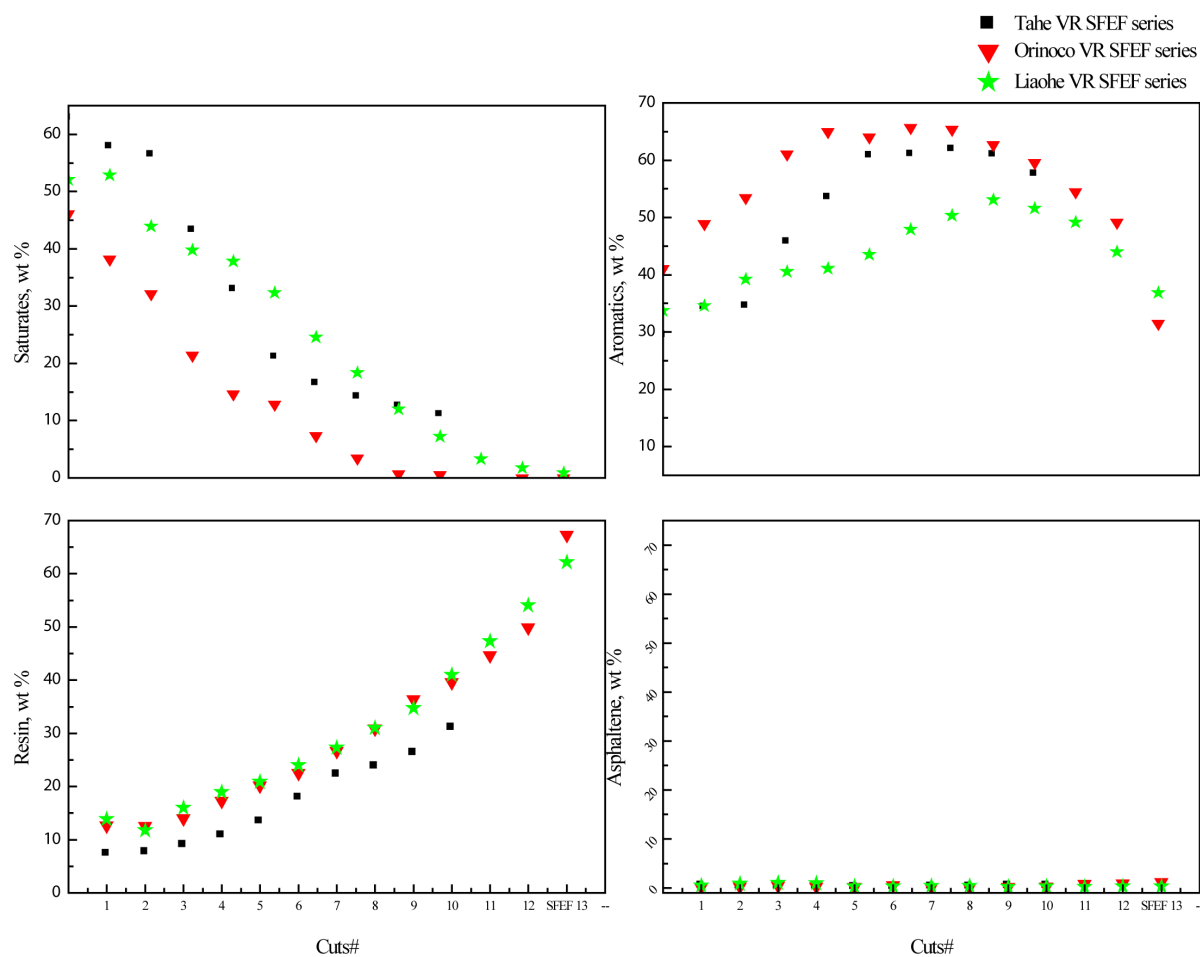 Tahe VR SFEF series
Orinoco VR SFEF series
Liaohe VR SFEF series
Saturates, wt %
60
50
40
30
20
10
0
Aromatics, wt %
70
60
50
40
30
20
10
Resin, wt %
70
60
50
40
30
20
10
0
1 2 3 4 5 6 7 8 9 10 11 12 SFEF 13 --
Cuts#
Asphaltene, wt %
70
60
50
40
30
20
10
0
1 2 3 4 5 6 7 8 9 10 11 12 SFEF 13 -
Cuts#